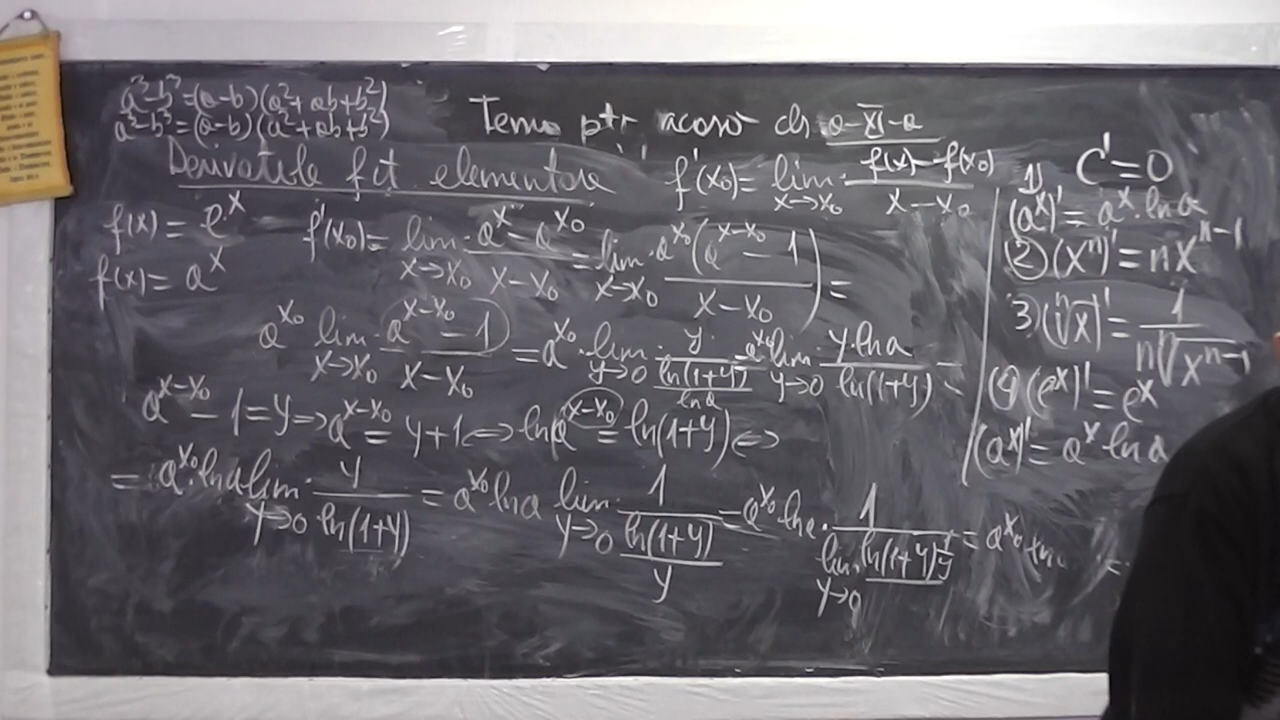 a³-b³=(a-b)(a²+ab+b²)
a³-b³=(a-b)(a²+ab+b²)
Tema ptr acasă cls a-XI-a
Derivatele fct elementare f'(x₀)= lim x→x₀ (f(x)-f(x₀))/(x-x₀)
f(x)=e^x f'(x₀)= lim x→x₀ (a^x-a^x₀)/(x-x₀) = lim x→x₀ a^x₀(a^(x-x₀)-1)/(x-x₀) =
f(x)=a^x
a^x₀ lim x→x₀ (a^(x-x₀)-1)/(x-x₀) = a^x₀ · lim y→0 y/(ln(1+y)/ln a) = a^x₀ lim y→0 (y·ln a)/ln(1+y) =
a^(x-x₀)-1=y ⇒ a^(x-x₀)=y+1 ⇔ ln a^(x-x₀)=ln(1+y) ⇔
= a^x₀·ln a lim y→0 y/ln(1+y) = a^x₀ ln a lim y→0 1/(ln(1+y)/y) = a^x₀ ln a · 1/(lim y→0 ln(1+y)^(1/y)) = a^x₀
1) C'=0
(a^x)'=a^x·ln a
2) (x^n)'=nx^(n-1)
3) (ⁿ√x)'=1/(n ⁿ√(x^(n-1)))
(4) (e^x)'=e^x
(a^x)'=a^x ln a